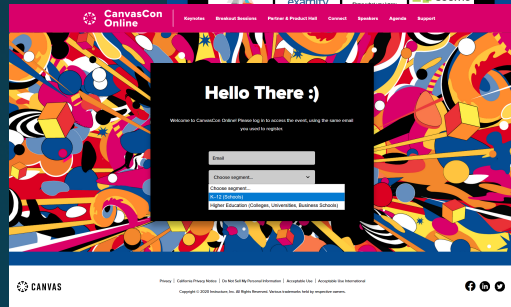 examity
CanvasCon
Online
Keynotes
Breakout Sessions
Partner & Product Hall
Connect
Speakers
Agenda
Support
Hello There :)
Welcome to CanvasCon Online! Please log in to access the event, using the same email
you used to register.
Email
Choose segment...
Choose segment...
K–12 (Schools)
Higher Education (Colleges, Universities, Business Schools)
CANVAS
Privacy | California Privacy Notice | Do Not Sell My Personal Information | Acceptable Use | Acceptable Use International
Copyright © 2020 Instructure, Inc. All Rights Reserved. Various trademarks held by respective owners.